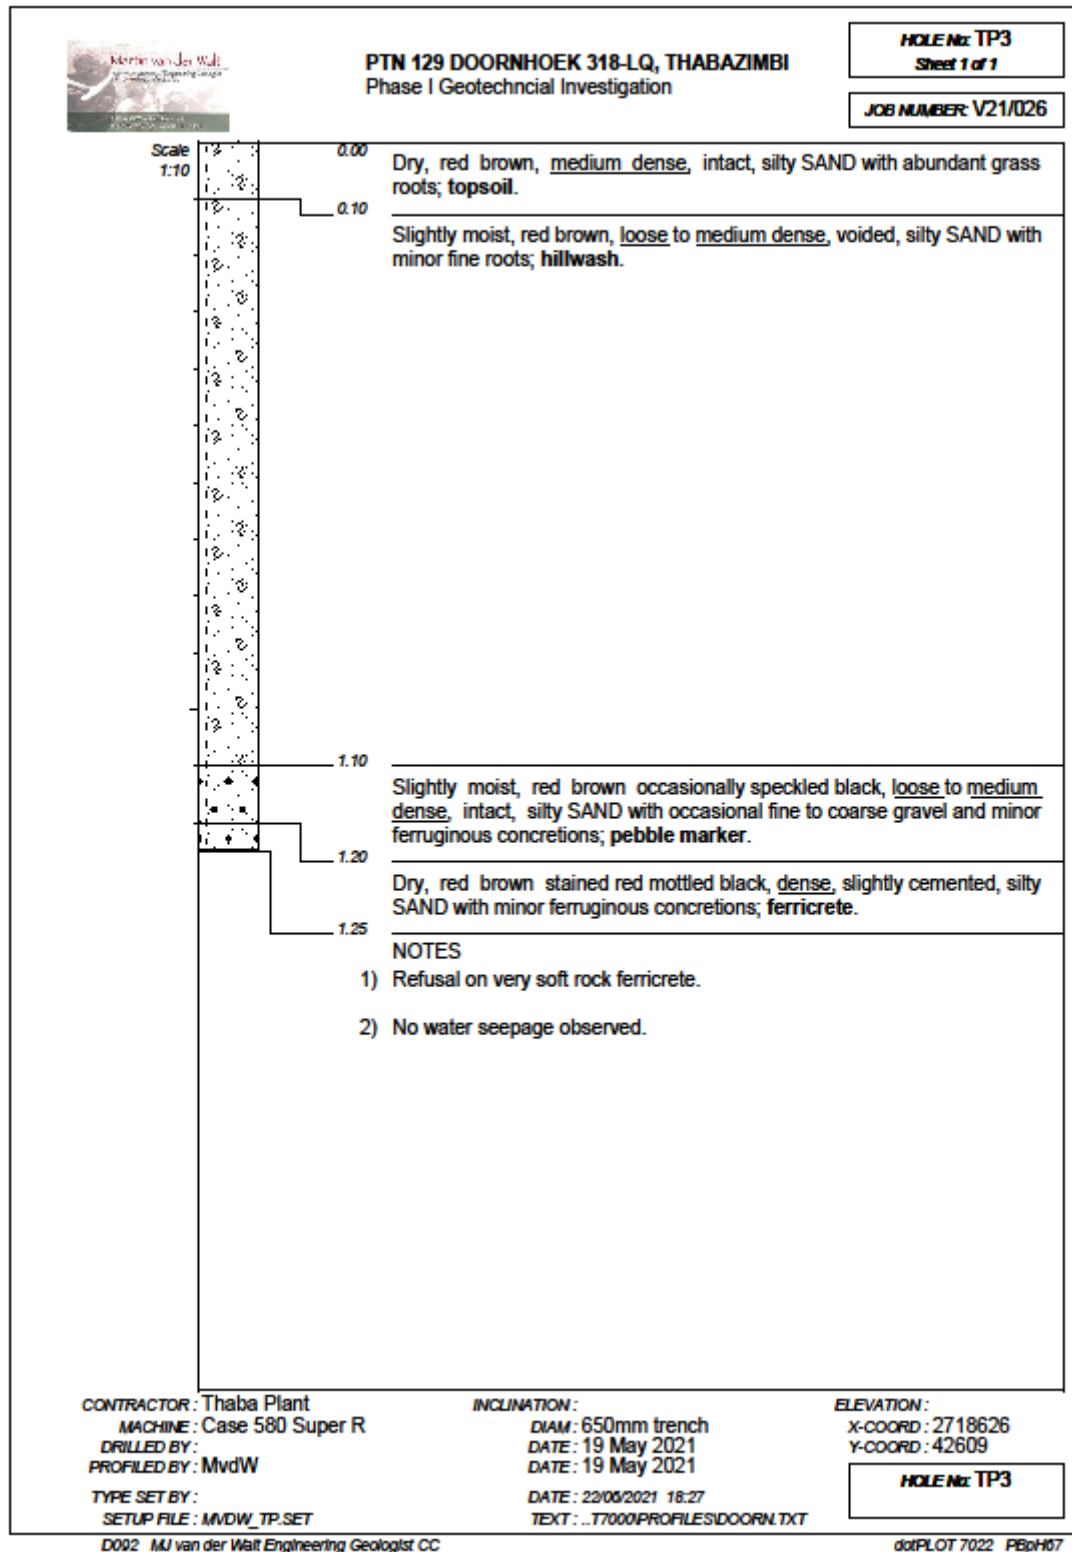 Martin van der Walt
PTN 129 DOORNHOEK 318-LQ, THABAZIMBI
Phase I Geotechncial Investigation
HOLE No: TP3
Sheet 1 of 1
JOB NUMBER: V21/026
Scale
1:10
0.00
Dry, red brown, medium dense, intact, silty SAND with abundant grass
roots; topsoil.
0.10
Slightly moist, red brown, loose to medium dense, voided, silty SAND with
minor fine roots; hillwash.
1.10
Slightly moist, red brown occasionally speckled black, loose to medium
dense, intact, silty SAND with occasional fine to coarse gravel and minor
ferruginous concretions; pebble marker.
1.20
Dry, red brown stained red mottled black, dense, slightly cemented, silty
SAND with minor ferruginous concretions; ferricrete.
1.25
NOTES
1) Refusal on very soft rock ferricrete.
2) No water seepage observed.
CONTRACTOR : Thaba Plant
MACHINE : Case 580 Super R
DRILLED BY :
PROFILED BY : MvdW
TYPE SET BY :
SETUP FILE : MVDW_TP.SET
INCLINATION :
DIAM : 650mm trench
DATE : 19 May 2021
DATE : 19 May 2021
DATE : 22/06/2021 18:27
TEXT : ..T7000\PROFILES\DOORN.TXT
ELEVATION :
X-COORD : 2718626
Y-COORD : 42609
HOLE No: TP3
D092 MJ van der Walt Engineering Geologist CC
dotPLOT 7022 PBpH67